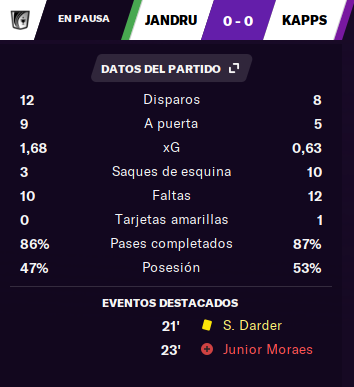 EN PAUSA JANDRU 0 - 0 KAPPS
DATOS DEL PARTIDO
12 Disparos 8
9 A puerta 5
1,68 xG 0,63
3 Saques de esquina 10
10 Faltas 12
0 Tarjetas amarillas 1
86% Pases completados 87%
47% Posesión 53%
EVENTOS DESTACADOS
21' S. Darder
23' Junior Moraes